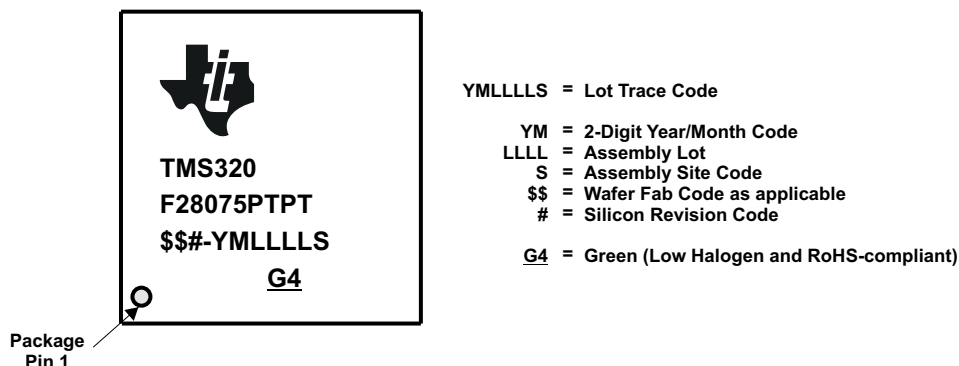 TMS320
F28075PTPT
$$#-YMLLLLS
G4
Package
Pin 1
YMLLLLS = Lot Trace Code
YM = 2-Digit Year/Month Code
LLLL = Assembly Lot
S = Assembly Site Code
$$ = Wafer Fab Code as applicable
# = Silicon Revision Code
G4 = Green (Low Halogen and RoHS-compliant)